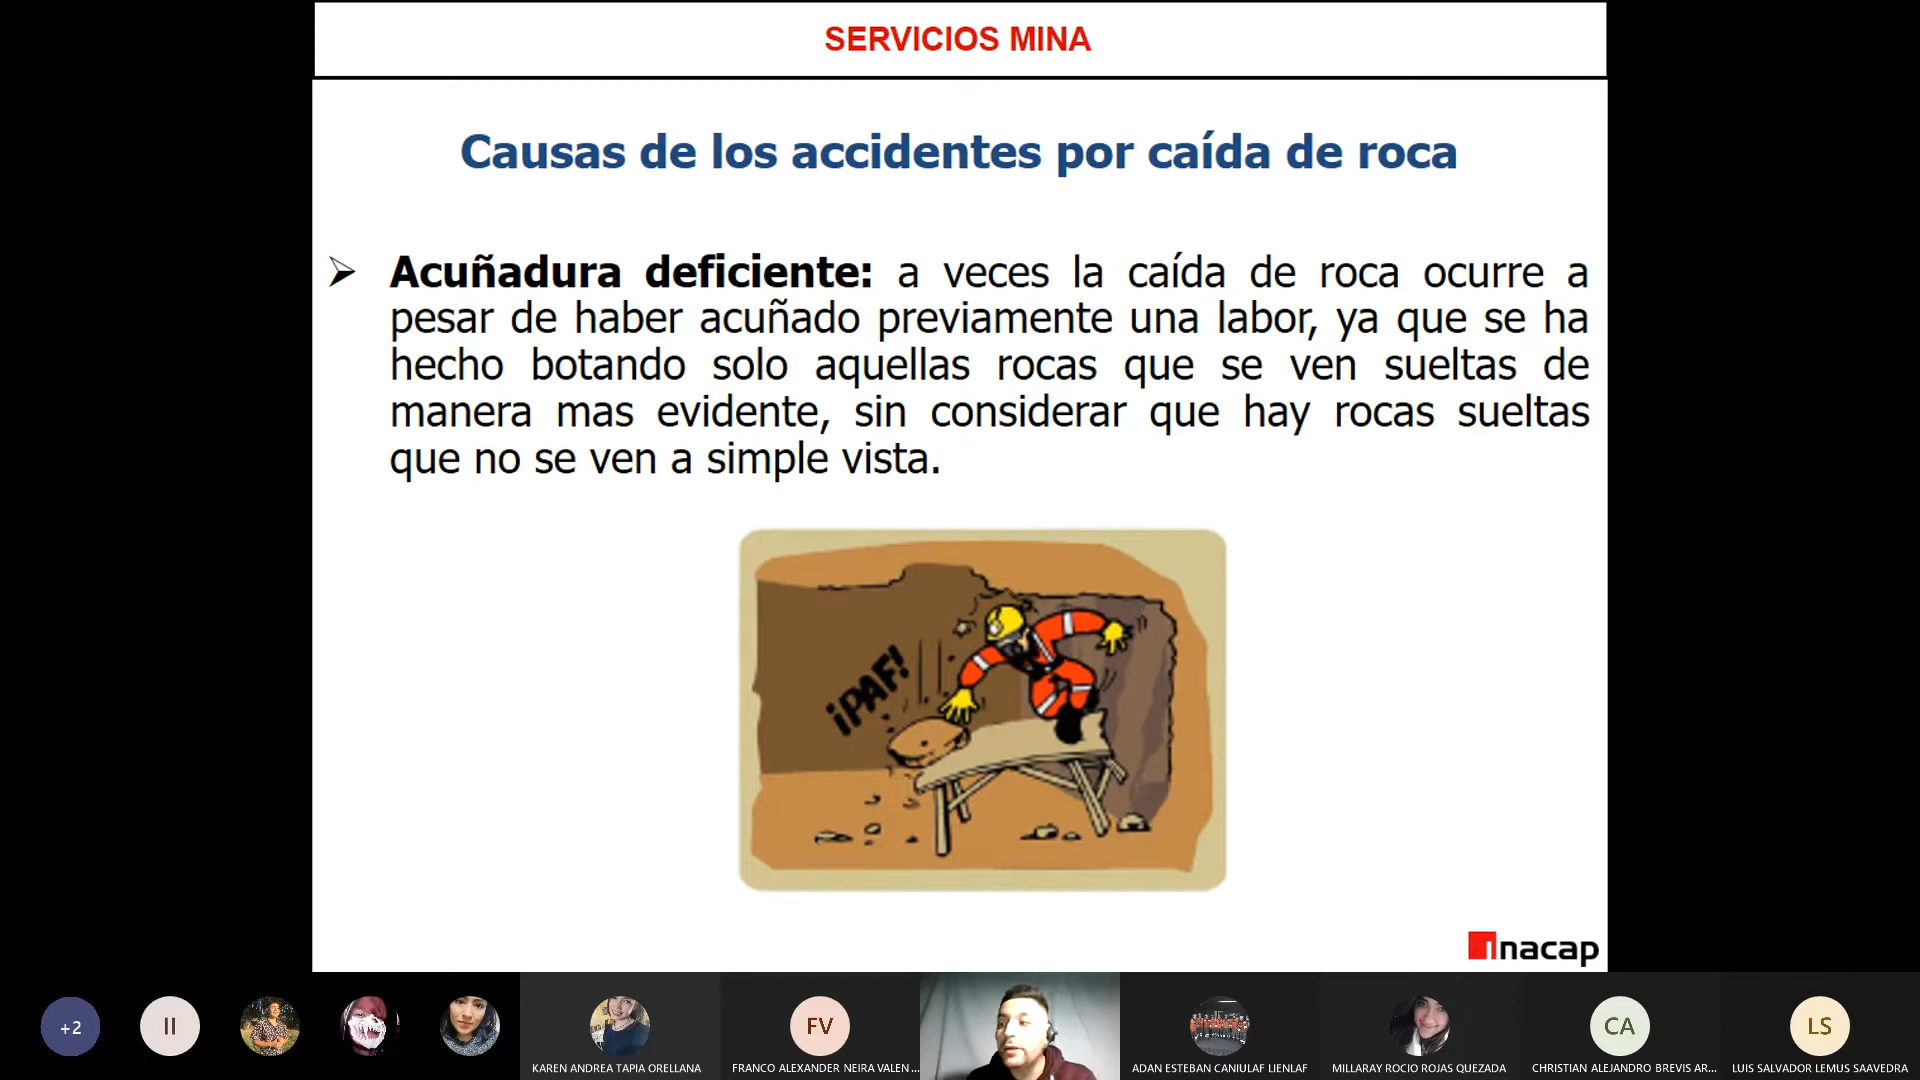 SERVICIOS MINA
Causas de los accidentes por caída de roca
➢ Acuñadura deficiente: a veces la caída de roca ocurre a
pesar de haber acuñado previamente una labor, ya que se ha
hecho botando solo aquellas rocas que se ven sueltas de
manera mas evidente, sin considerar que hay rocas sueltas
que no se ven a simple vista.
¡PAF!
inacap
+2
II
FV
CA
LS
KAREN ANDREA TAPIA ORELLANA
FRANCO ALEXANDER NEIRA VALEN...
ADAN ESTEBAN CANIULAF LIENLAF
MILLARAY ROCIO ROJAS QUEZADA
CHRISTIAN ALEJANDRO BREVIS AR...
LUIS SALVADOR LEMUS SAAVEDRA